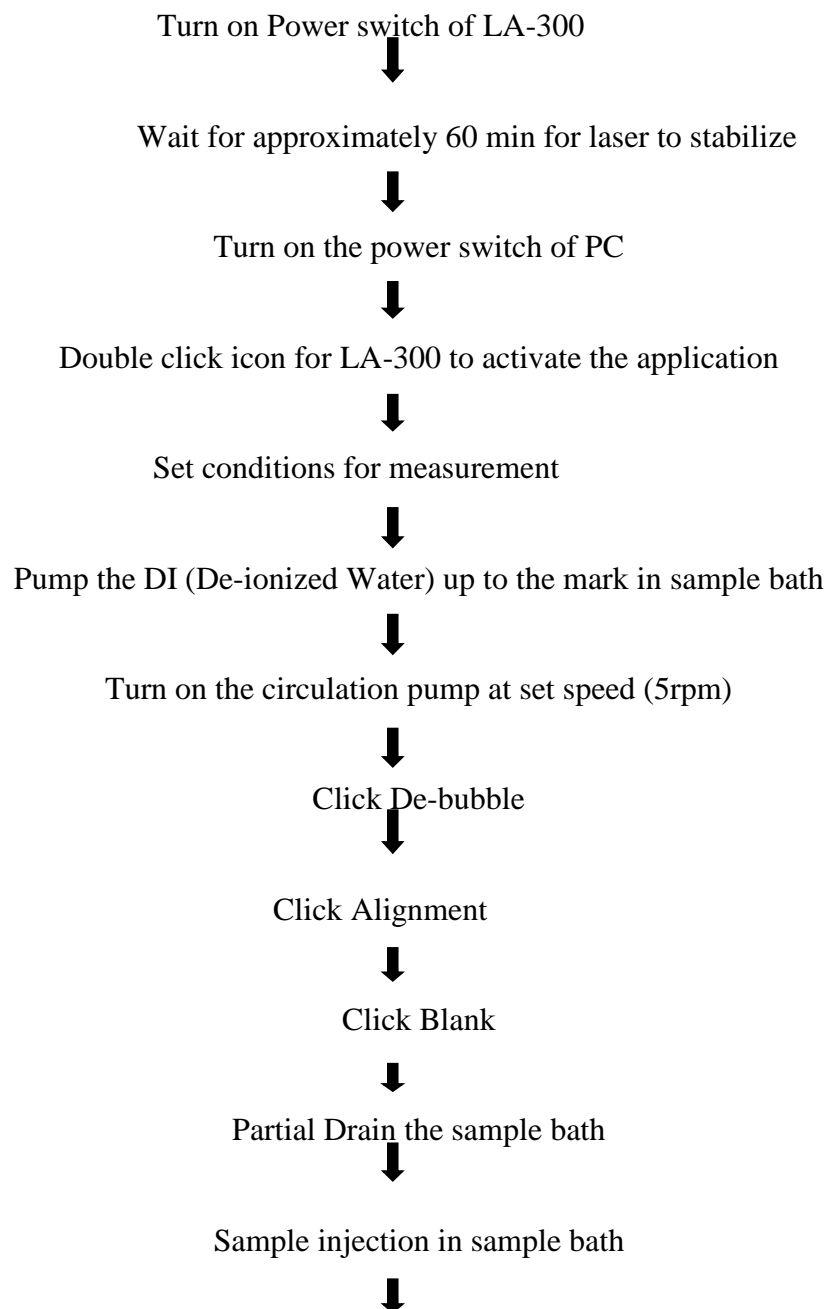 Turn on Power switch of LA-300
Wait for approximately 60 min for laser to stabilize
Turn on the power switch of PC
Double click icon for LA-300 to activate the application
Set conditions for measurement
Pump the DI (De-ionized Water) up to the mark in sample bath
Turn on the circulation pump at set speed (5rpm)
Click De-bubble
Click Alignment
Click Blank
Partial Drain the sample bath
Sample injection in sample bath